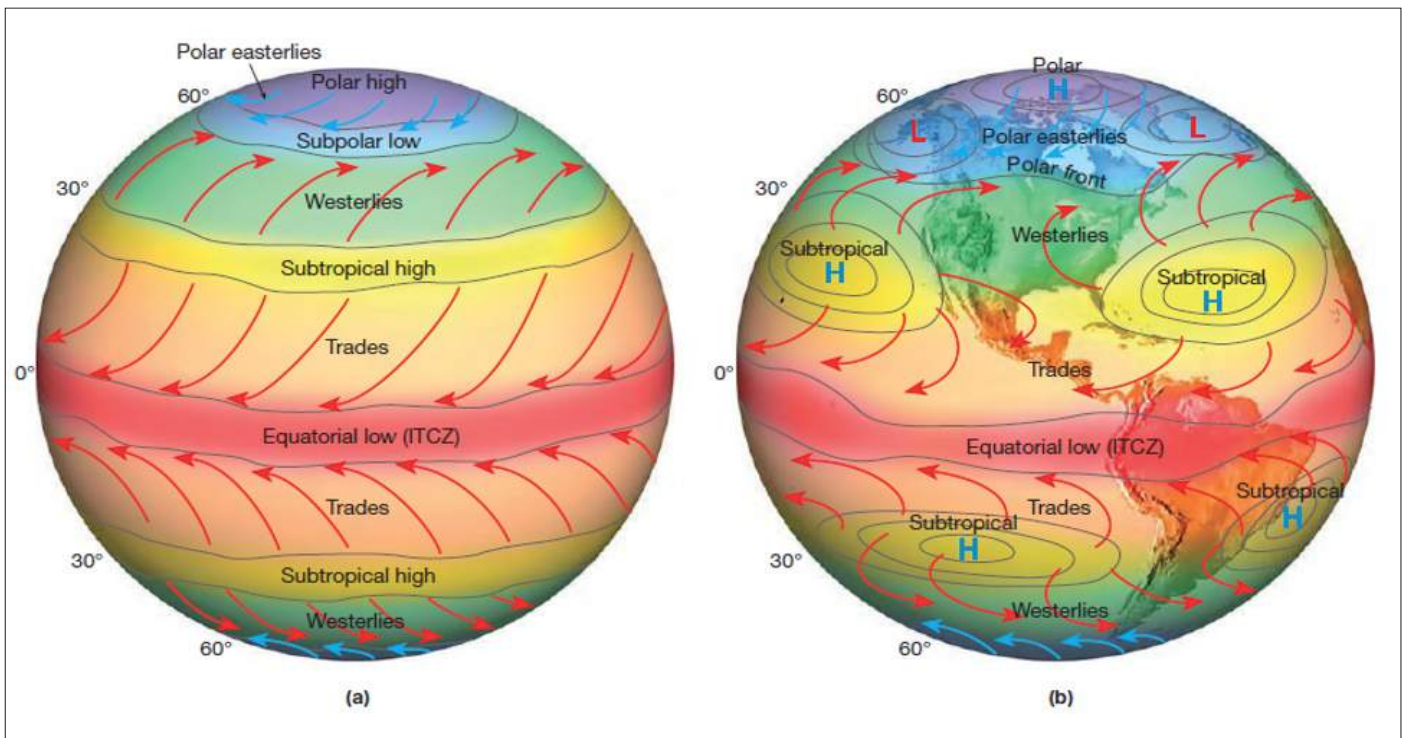 Polar easterlies
Polar high
60°
Subpolar low
30°
Westerlies
Subtropical high
Trades
0°
Equatorial low (ITCZ)
Trades
30°
Subtropical high
Westerlies
60°
(a)
Polar
H
60°
L
L
Polar easterlies
Polar front
30°
Westerlies
Subtropical
H
Subtropical
H
Trades
0°
Equatorial low (ITCZ)
Trades
Subtropical
H
Subtropical
H
30°
Westerlies
60°
(b)